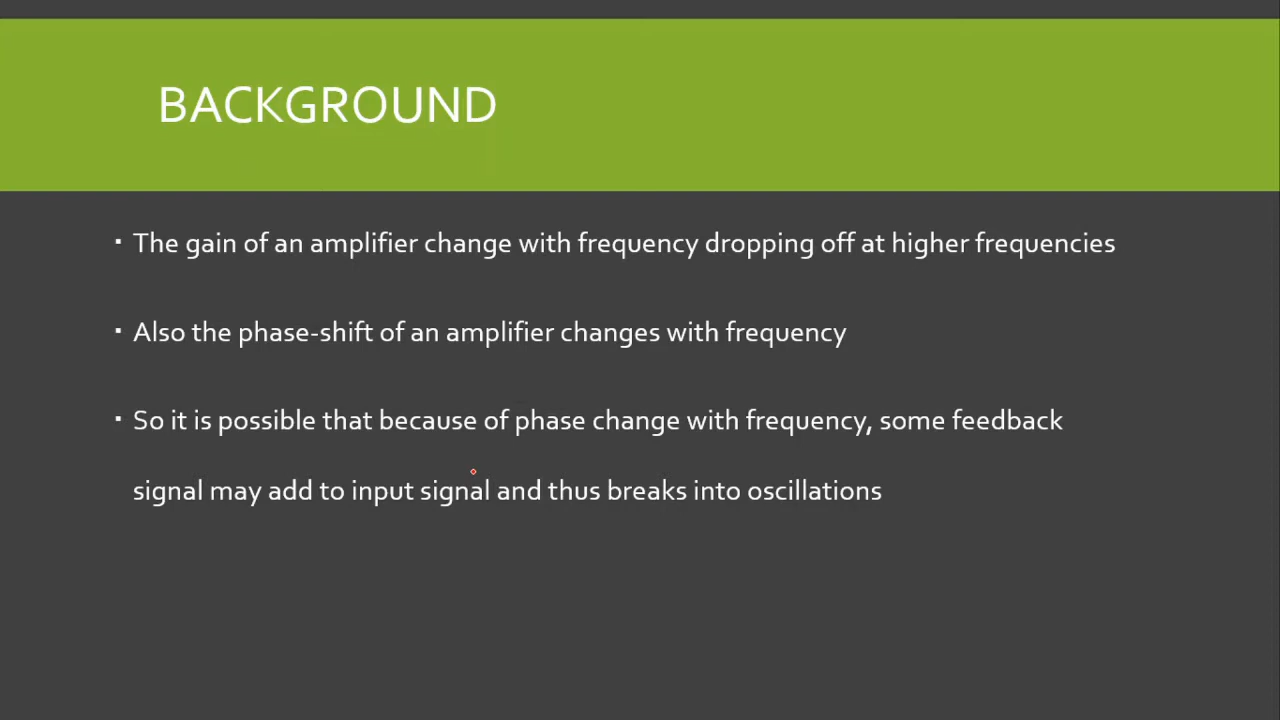 BACKGROUND
▪ The gain of an amplifier change with frequency dropping off at higher frequencies
▪ Also the phase-shift of an amplifier changes with frequency
▪ So it is possible that because of phase change with frequency, some feedback
signal may add to input signal and thus breaks into oscillations